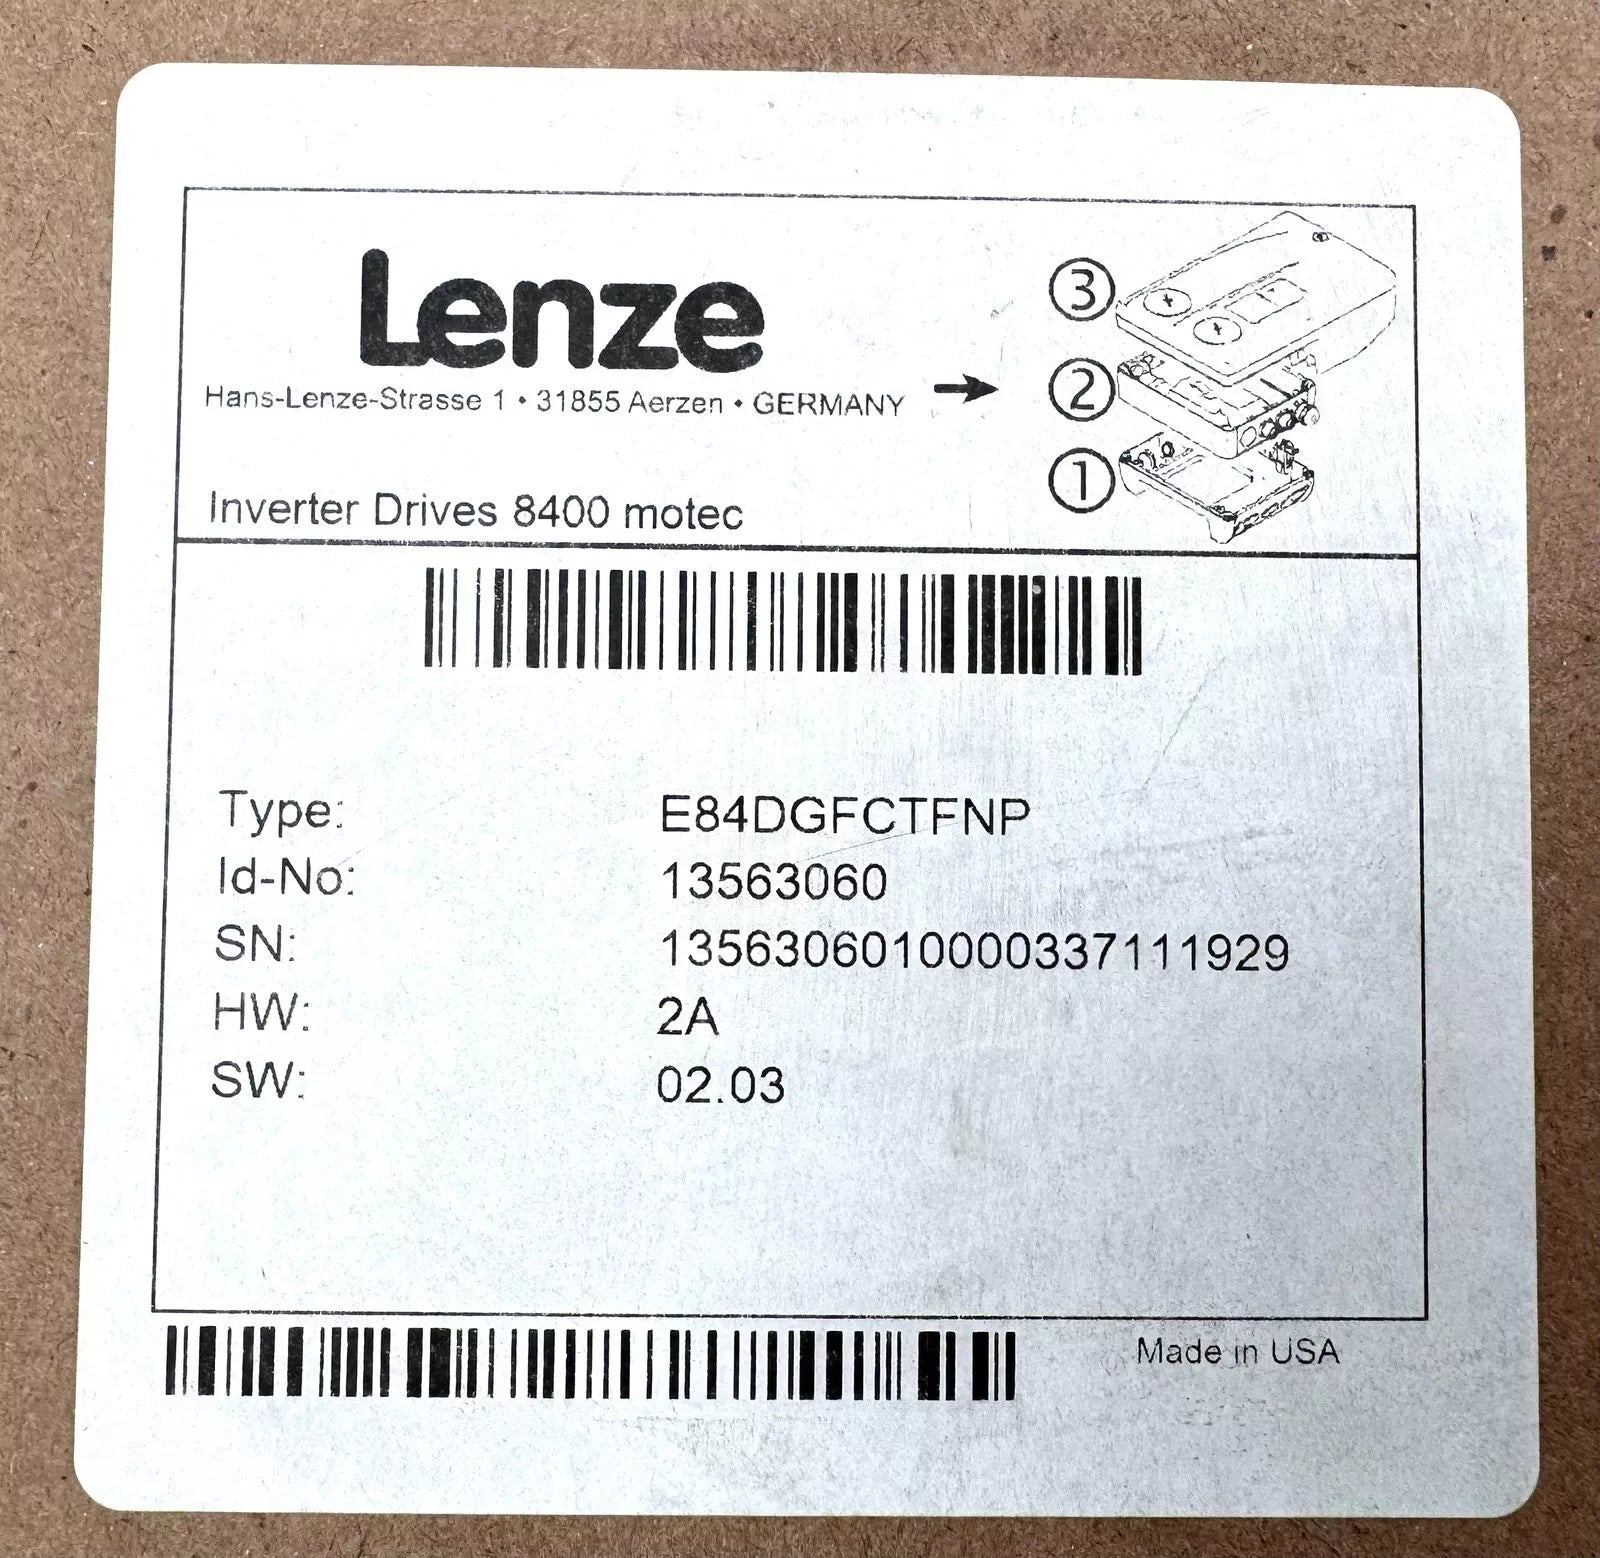 Lenze
Hans-Lenze-Strasse 1 • 31855 Aerzen • GERMANY
3
2
1
Inverter Drives 8400 motec
Type: E84DGFCTFNP
Id-No: 13563060
SN: 135630601000003371111929
HW: 2A
SW: 02.03
Made in USA